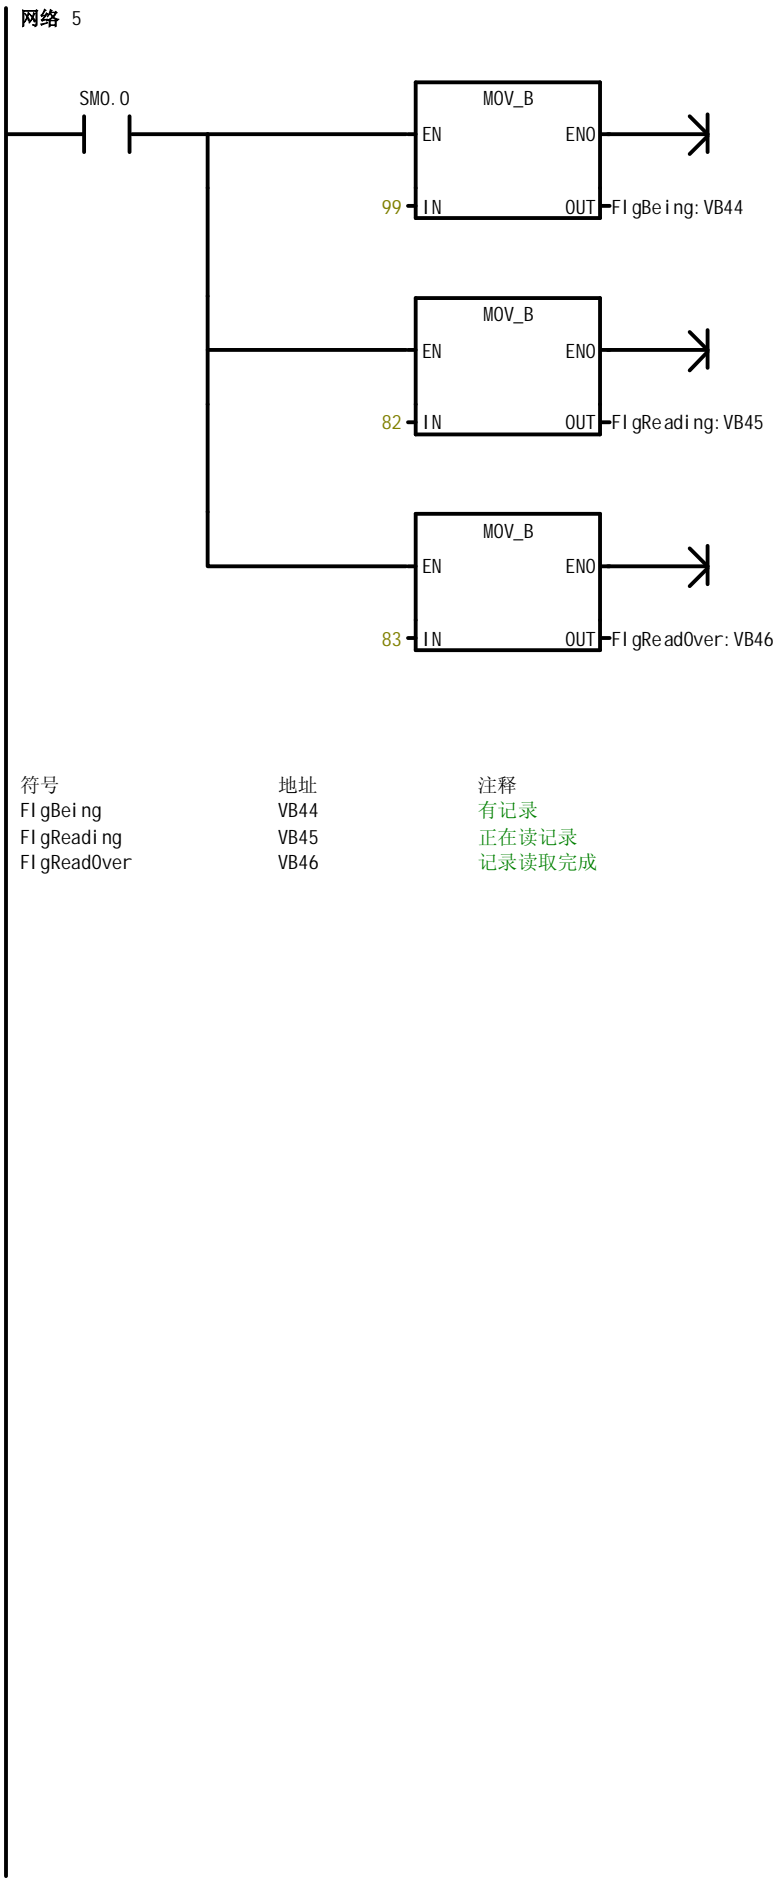 网络 5
SM0.0
MOV_B
EN ENO
99 IN OUT FlgBeing:VB44
MOV_B
EN ENO
82 IN OUT FlgReading:VB45
MOV_B
EN ENO
83 IN OUT FlgReadOver:VB46
符号 地址 注释
FlgBeing VB44 有记录
FlgReading VB45 正在读记录
FlgReadOver VB46 记录读取完成